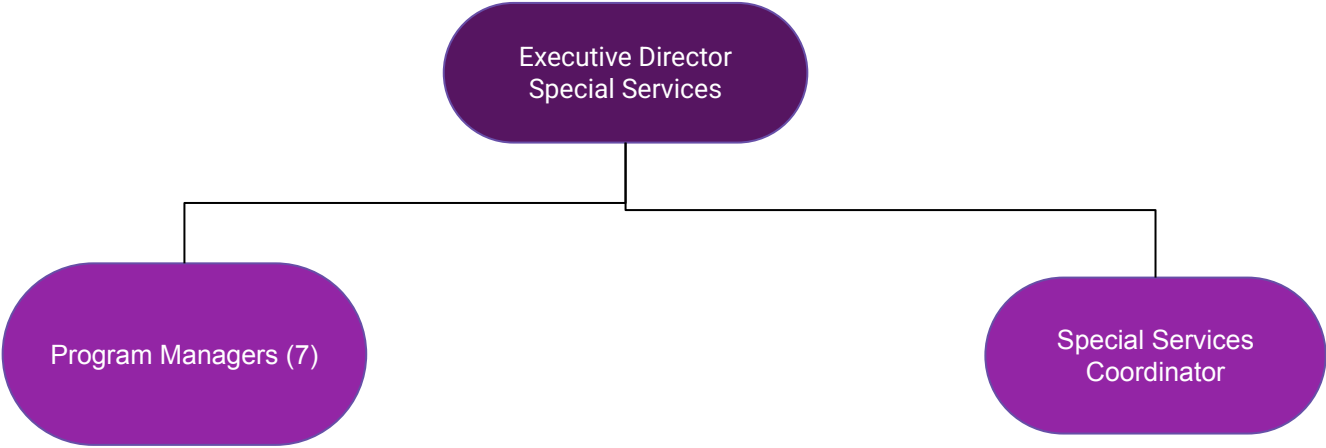 Executive Director
Special Services
Program Managers (7)
Special Services
Coordinator